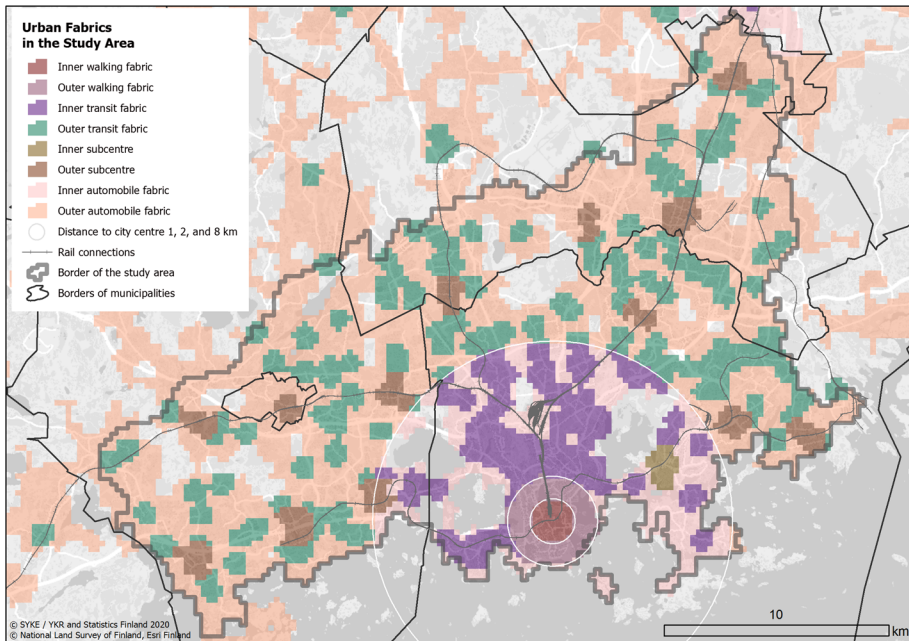 Urban Fabrics
in the Study Area
Inner walking fabric
Outer walking fabric
Inner transit fabric
Outer transit fabric
Inner subcentre
Outer subcentre
Inner automobile fabric
Outer automobile fabric
Distance to city centre 1, 2, and 8 km
Rail connections
Border of the study area
Borders of municipalities
10
km
© SYKE / YKR and Statistics Finland 2020
© National Land Survey of Finland, Esri Finland